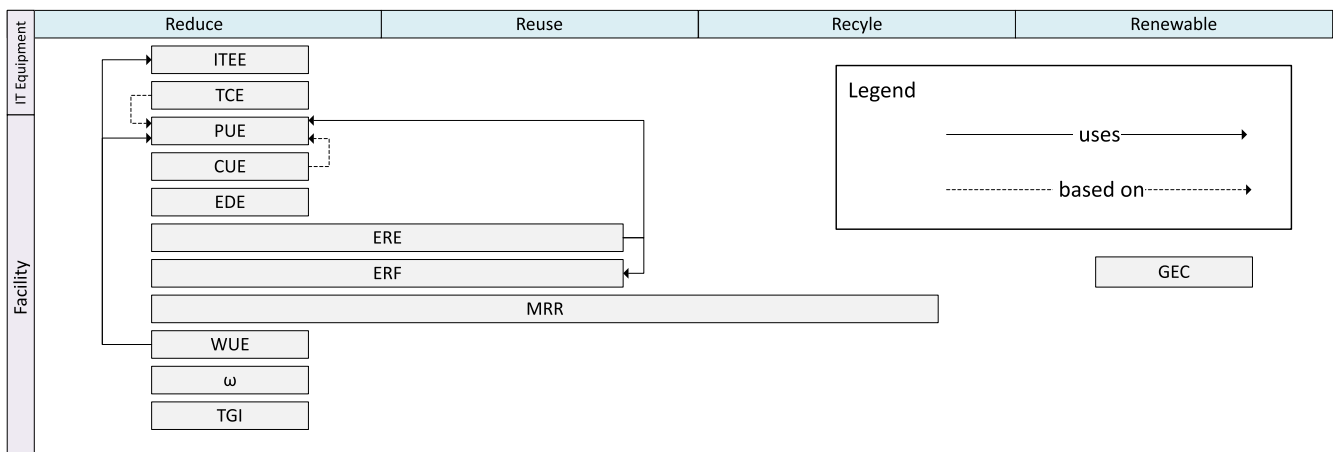 Reduce
Reuse
Recyle
Renewable
IT Equipment
Facility
ITEE
TCE
PUE
CUE
EDE
ERE
ERF
MRR
WUE
ω
TGI
GEC
Legend
uses
based on